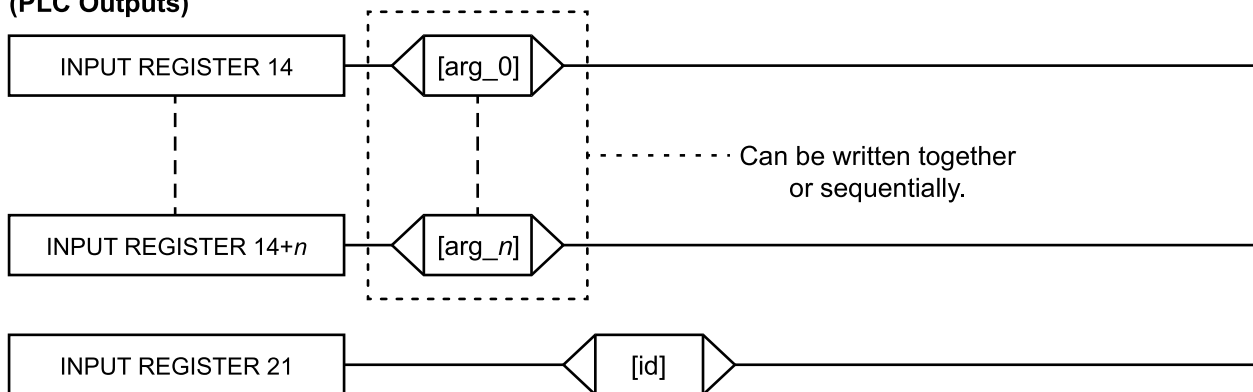 (PLC Outputs)
INPUT REGISTER 14
[arg_0]
Can be written together
or sequentially.
INPUT REGISTER 14+n
[arg_n]
INPUT REGISTER 21
[id]